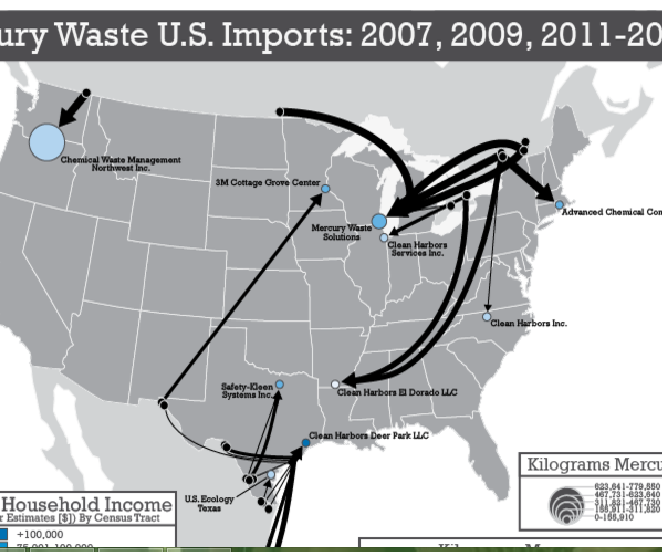 ury Waste U.S. Imports: 2007, 2009, 2011-20
Chemical Waste Management
Northwest Inc.
3M Cottage Grove Center
Mercury Waste
Solutions
Clean Harbors
Services Inc.
Advanced Chemical Con
Clean Harbors Inc.
Safety-Kleen
Systems Inc.
Clean Harbors El Dorado LLC
Clean Harbors Deer Park LLC
U.S. Ecology
Texas
Household Income
r Estimates [$]) By Census Tract
+100,000
Kilograms Mercu
623,641-779,550
467,731-623,640
311,821-467,730
155,911-311,820
0-155,910